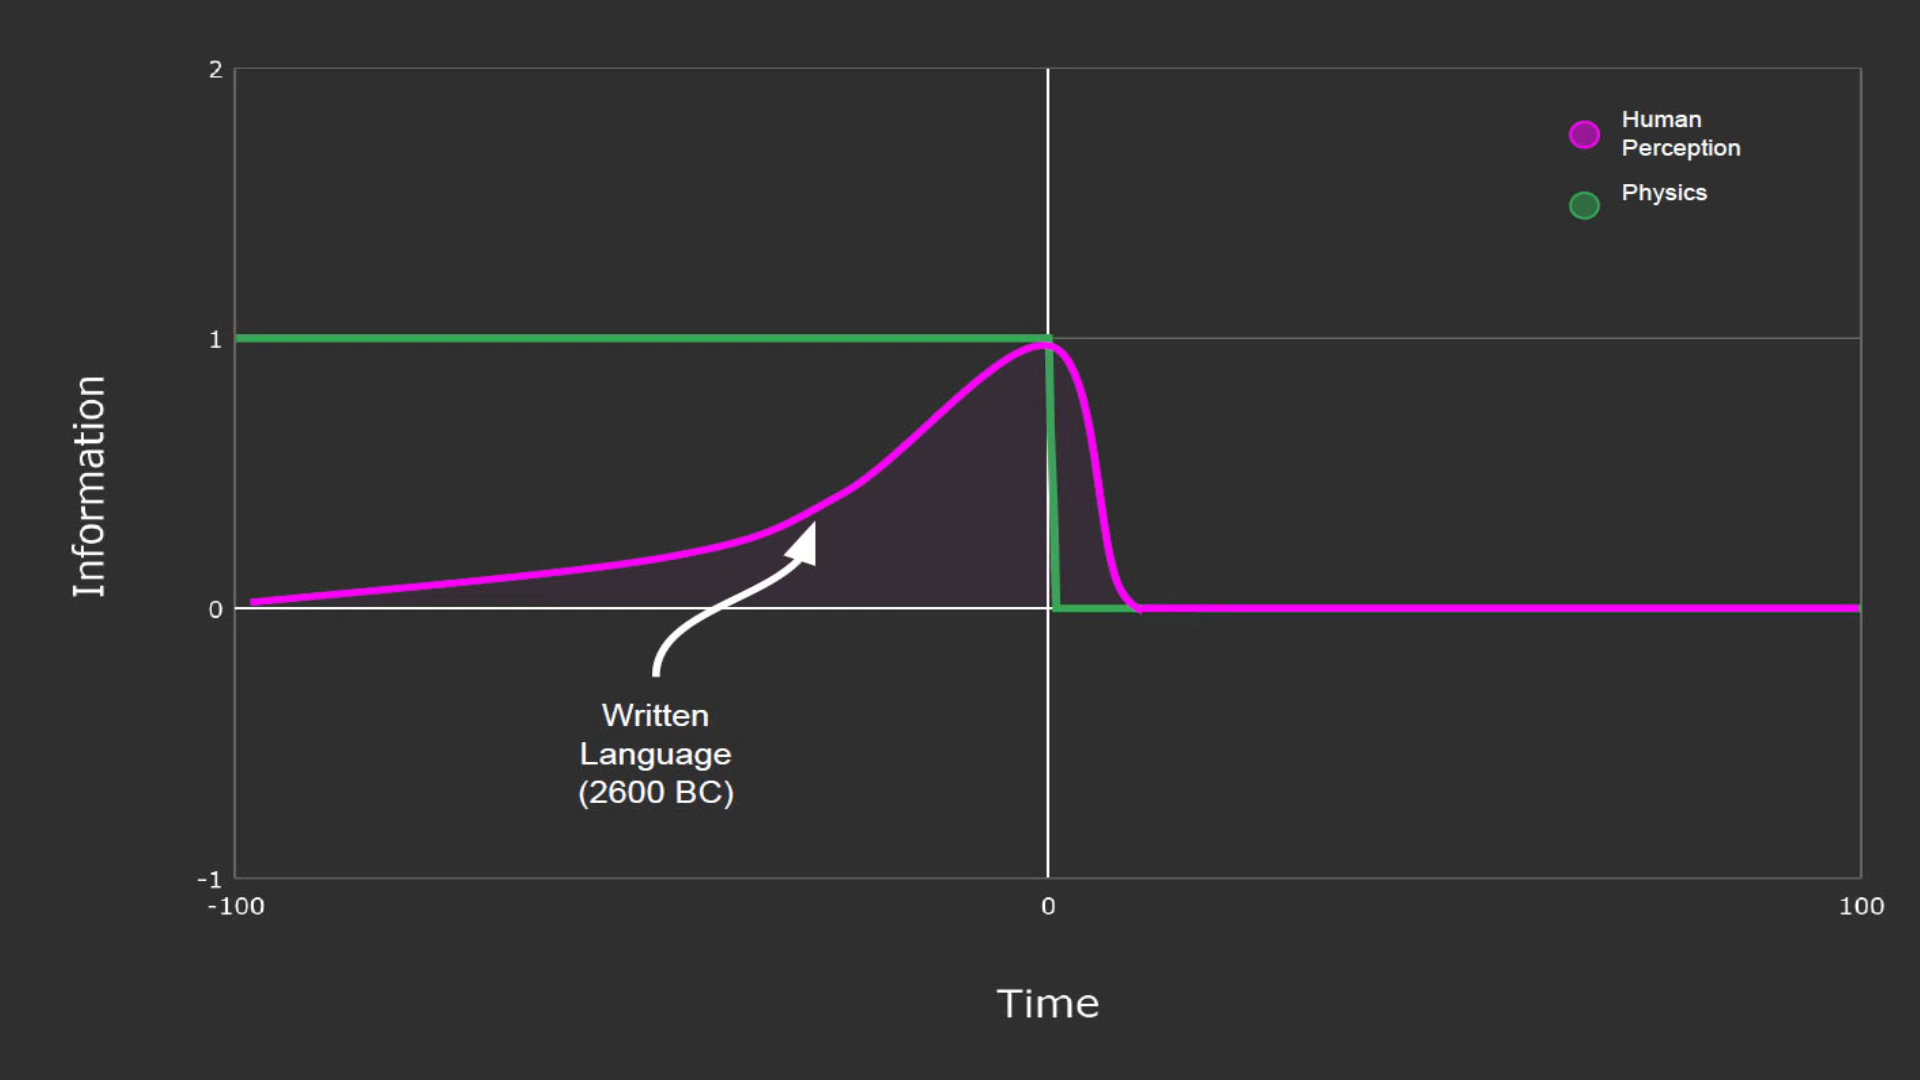 2
Human
Perception
Physics
1
Information
0
Written
Language
(2600 BC)
-1
-100
0
100
Time